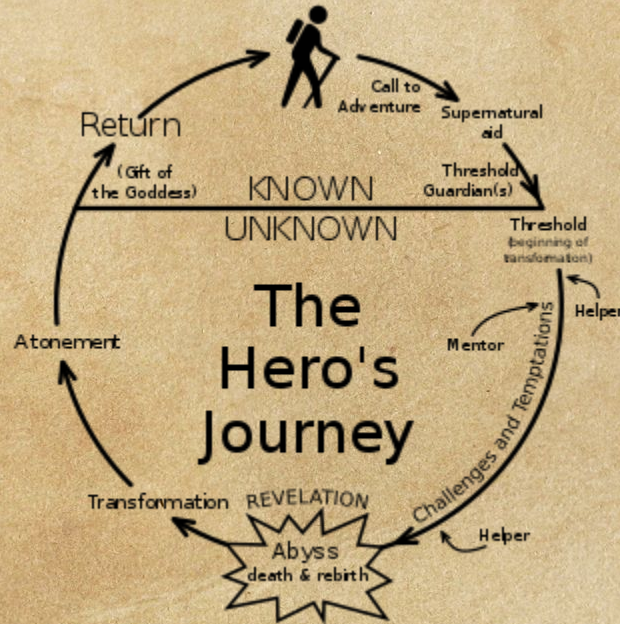 Call to
Adventure
Supernatural
aid
Return
(Gift of
the Goddess)
KNOWN
Threshold
Guardian(s)
UNKNOWN
Threshold
(beginning of
transformation)
The
Hero's
Journey
Helper
Mentor
Challenges and Temptations
Atonement
Transformation
REVELATION
Abyss
death & rebirth
Helper